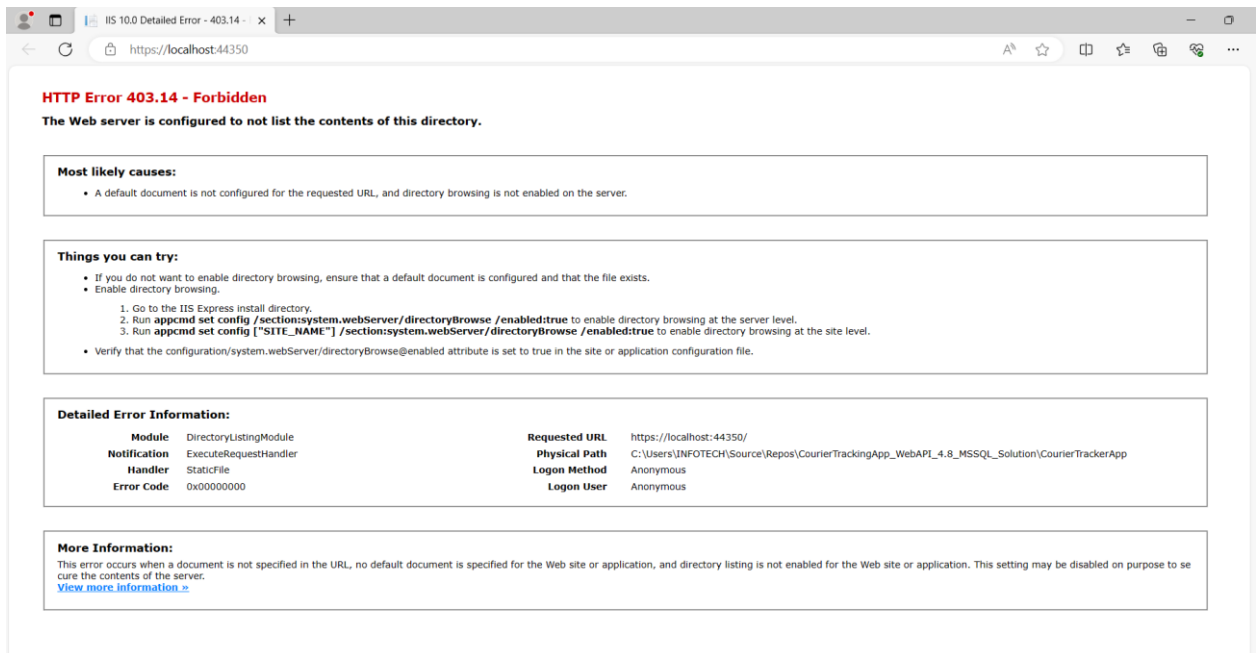 IIS 10.0 Detailed Error - 403.14 -
https://localhost:44350
HTTP Error 403.14 - Forbidden
The Web server is configured to not list the contents of this directory.
Most likely causes:
• A default document is not configured for the requested URL, and directory browsing is not enabled on the server.
Things you can try:
• If you do not want to enable directory browsing, ensure that a default document is configured and that the file exists.
• Enable directory browsing.
1. Go to the IIS Express install directory.
2. Run appcmd set config /section:system.webServer/directoryBrowse /enabled:true to enable directory browsing at the server level.
3. Run appcmd set config ["SITE_NAME"] /section:system.webServer/directoryBrowse /enabled:true to enable directory browsing at the site level.
• Verify that the configuration/system.webServer/directoryBrowse@enabled attribute is set to true in the site or application configuration file.
Detailed Error Information:
Module DirectoryListingModule
Notification ExecuteRequestHandler
Handler StaticFile
Error Code 0x00000000
Requested URL https://localhost:44350/
Physical Path C:\Users\INFOTECH\Source\Repos\CourierTrackingApp_WebAPI_4.8_MSSQL_Solution\CourierTrackerApp
Logon Method Anonymous
Logon User Anonymous
More Information:
This error occurs when a document is not specified in the URL, no default document is specified for the Web site or application, and directory listing is not enabled for the Web site or application. This setting may be disabled on purpose to se
cure the contents of the server.
View more information »